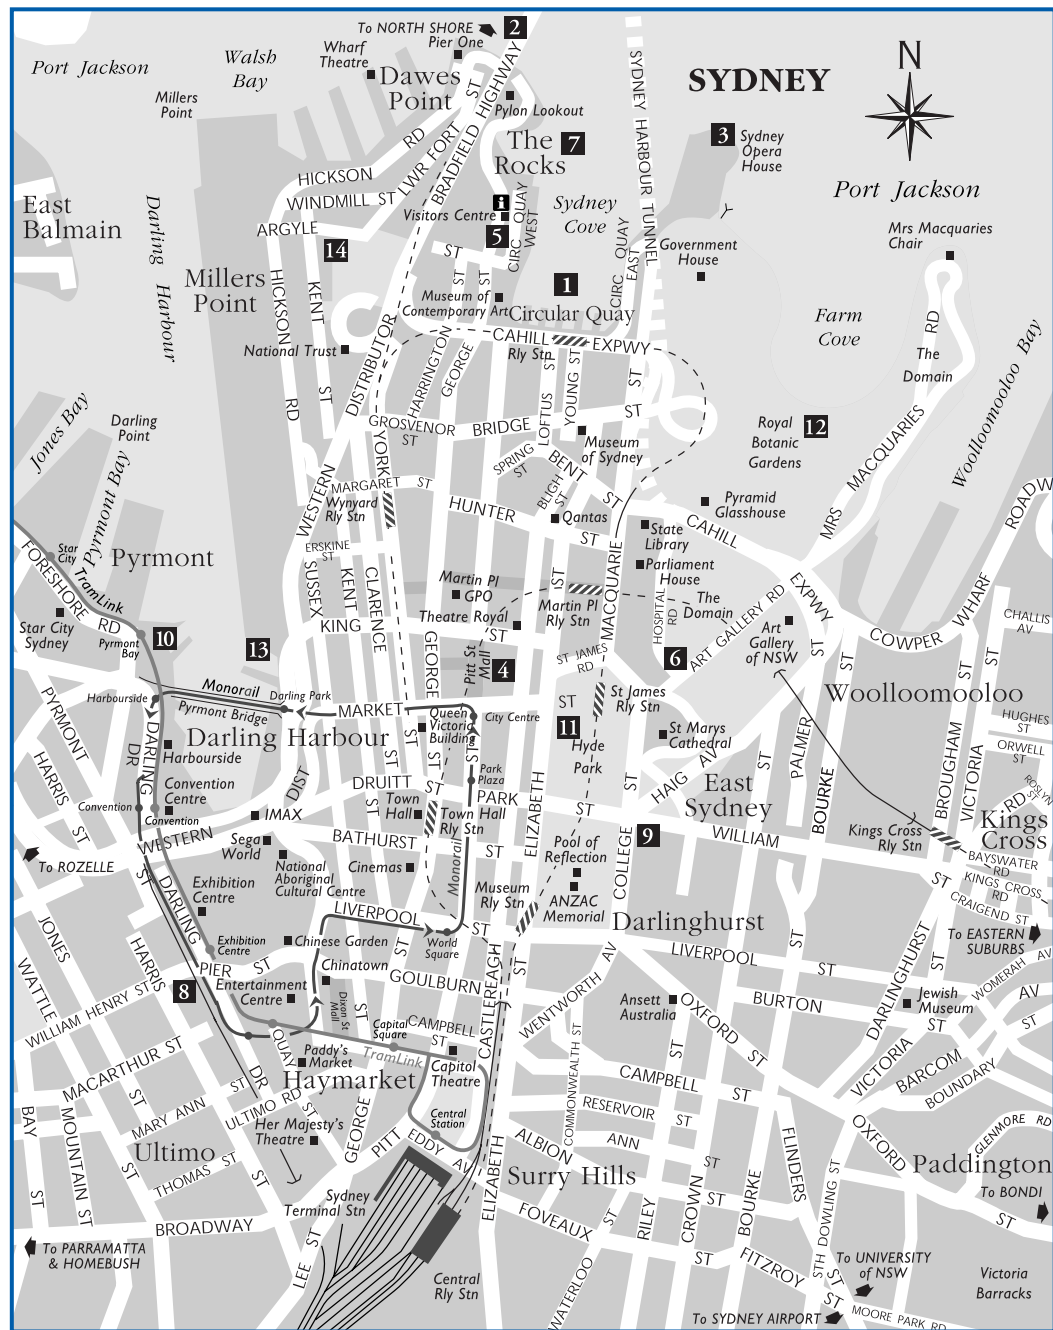 To NORTH SHORE
2
Pier One
Wharf
Theatre
Walsh
Bay
Port Jackson
Millers
Point
Dawes
Point
Pylon Lookout
SYDNEY
N
The
Rocks
7
3
Sydney
Opera
House
SYDNEY HARBOUR TUNNEL
BRADFIELD HIGHWAY
LWR FORT ST
HICKSON RD
WINDMILL ST
ARGYLE
East
Balmain
Darling Harbour
i
Visitors Centre
5
CIRC QUAY
WEST
Sydney
Cove
CIRC QUAY
EAST
Port Jackson
Mrs Macquaries
Chair
Government
House
14
Millers
Point
HICKSON RD
KENT ST
ST
ST
ST
1
Museum of
Contemporary Art
Circular Quay
CAHILL EXPWY
Rly Stn
Farm
Cove
The
Domain
RD
Woolloomooloo Bay
National Trust
DISTRIBUTOR
HARRINGTON
GEORGE
LOFTUS ST
YOUNG ST
ST
Jones Bay
Darling
Point
Pyrmont Bay
YORK
GROSVENOR
ST
BRIDGE ST
Museum
of Sydney
Royal
Botanic
Gardens
12
MRS MACQUARIES
SPRING
ST
BENT ST
BLIGH
ST
WESTERN
MARGARET ST
Wynyard
Rly Stn
HUNTER ST
Qantas
Pyramid
Glasshouse
State
Library
CAHILL EXPWY
ROADW
Pyrmont
Star
City
FORESHORE RD
TramLink
ERSKINE
ST
SUSSEX
KENT
CLARENCE
Parliament
House
MACQUARIE
Martin Pl
GPO
Theatre Royal
Martin Pl
Rly Stn
ST
The
Domain
HOSPITAL
RD
ART GALLERY RD
Art
Gallery
of NSW
COWPER WHARF
CHALLIS
AV
Star City
Sydney
Pyrmont
Bay
10
13
KING ST
GEORGE
Pitt St
Mall
4
ST JAMES
RD
6
ST
ST
ST
Harbourside
Monorail
Darling Park
Pyrmont Bridge
MARKET
Queen
Victoria
Building
City Centre
ST
St James
Rly Stn
11
Hyde
Park
St Marys
Cathedral
Woolloomooloo
HUGHES
ST
ORWELL
ST
ROSLYN
ST
Darling Harbour
PYRMONT ST
HARRIS ST
DARLING DR
Harbourside
Convention
Centre
Convention
Convention
IMAX
DIST
DRUITT ST
Town
Hall
Town Hall
Rly Stn
Park
Plaza
PARK ST
ELIZABETH
ST
HAIG AV
East
Sydney
ST
PALMER
BOURKE
BROUGHAM
VICTORIA
RD
Kings
Cross
Kings Cross
Rly Stn
To ROZELLE
WESTERN
Sega
World
National
Aboriginal
Cultural Centre
BATHURST ST
Cinemas
Monorail
Pool of
Reflection
ANZAC
Memorial
COLLEGE
9
WILLIAM ST
BAYSWATER
RD
KINGS CROSS
RD
CRAIGEND ST
To EASTERN
SUBURBS
Exhibition
Centre
Exhibition
Centre
DARLING
LIVERPOOL ST
World
Square
Museum
Rly Stn
Darlinghurst
LIVERPOOL ST
JONES
WATTLE
HARRIS
8
PIER ST
Chinese Garden
Chinatown
Entertainment
Centre
Dixon St
Mall
GOULBURN
CASTLEREAGH
ST
WENTWORTH AV
Ansett
Australia
OXFORD ST
BURTON
DARLINGHURST
Jewish
Museum
ST
WOMERAH AV
AV
ST
WILLIAM HENRY ST
MACARTHUR ST
QUAY ST
Capital
Square
CAMPBELL
ST
TramLink
Capitol
Theatre
Paddy's
Market
Haymarket
DR
COMMONWEALTH ST
CAMPBELL ST
VICTORIA
BARCOM
BOUNDARY
BAY ST
MOUNTAIN ST
MARY ANN ST
ULTIMO RD
Her Majesty's
Theatre
GEORGE
PITT
Central
Station
EDDY AV
RESERVOIR ST
ANN ST
ALBION ST
OXFORD ST
GLENMORE RD
Paddington
To BONDI
Ultimo
THOMAS ST
ST
Surry Hills
BROADWAY
Sydney
Terminal Stn
LEE ST
Central
Rly Stn
ELIZABETH
FOVEAUX ST
RILEY
CROWN
BOURKE
FLINDERS
STH DOWLING ST
FITZROY ST
WATERLOO ST
To PARRAMATTA
& HOMEBUSH
To UNIVERSITY
of NSW
Victoria
Barracks
MOORE PARK RD
To SYDNEY AIRPORT